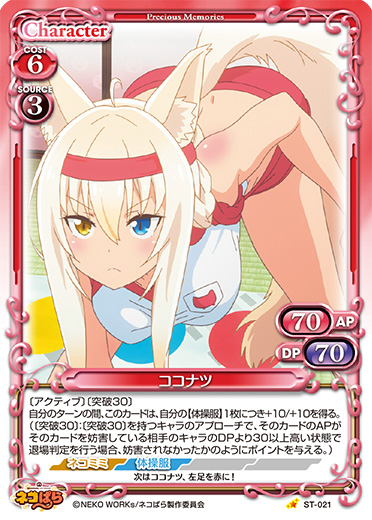 Precious Memories
Character
COST
6
SOURCE
3
70 AP
DP 70
ココナツ
[アクティブ]〔突破30〕
自分のターンの間、このカードは、自分の【体操服】1枚につき+10/+10を得る。
(〔突破30〕:〔突破30〕を持つキャラのアプローチで、そのカードのAPが
そのカードを妨害している相手のキャラのDPより30以上高い状態で
退場判定を行う場合、妨害されなかったかのようにポイントを与える。)
ネコミミ 体操服
次はココナツ、左足を赤に!
ネコぱら
©NEKO WORKs/ネコぱら製作委員会
ST-021